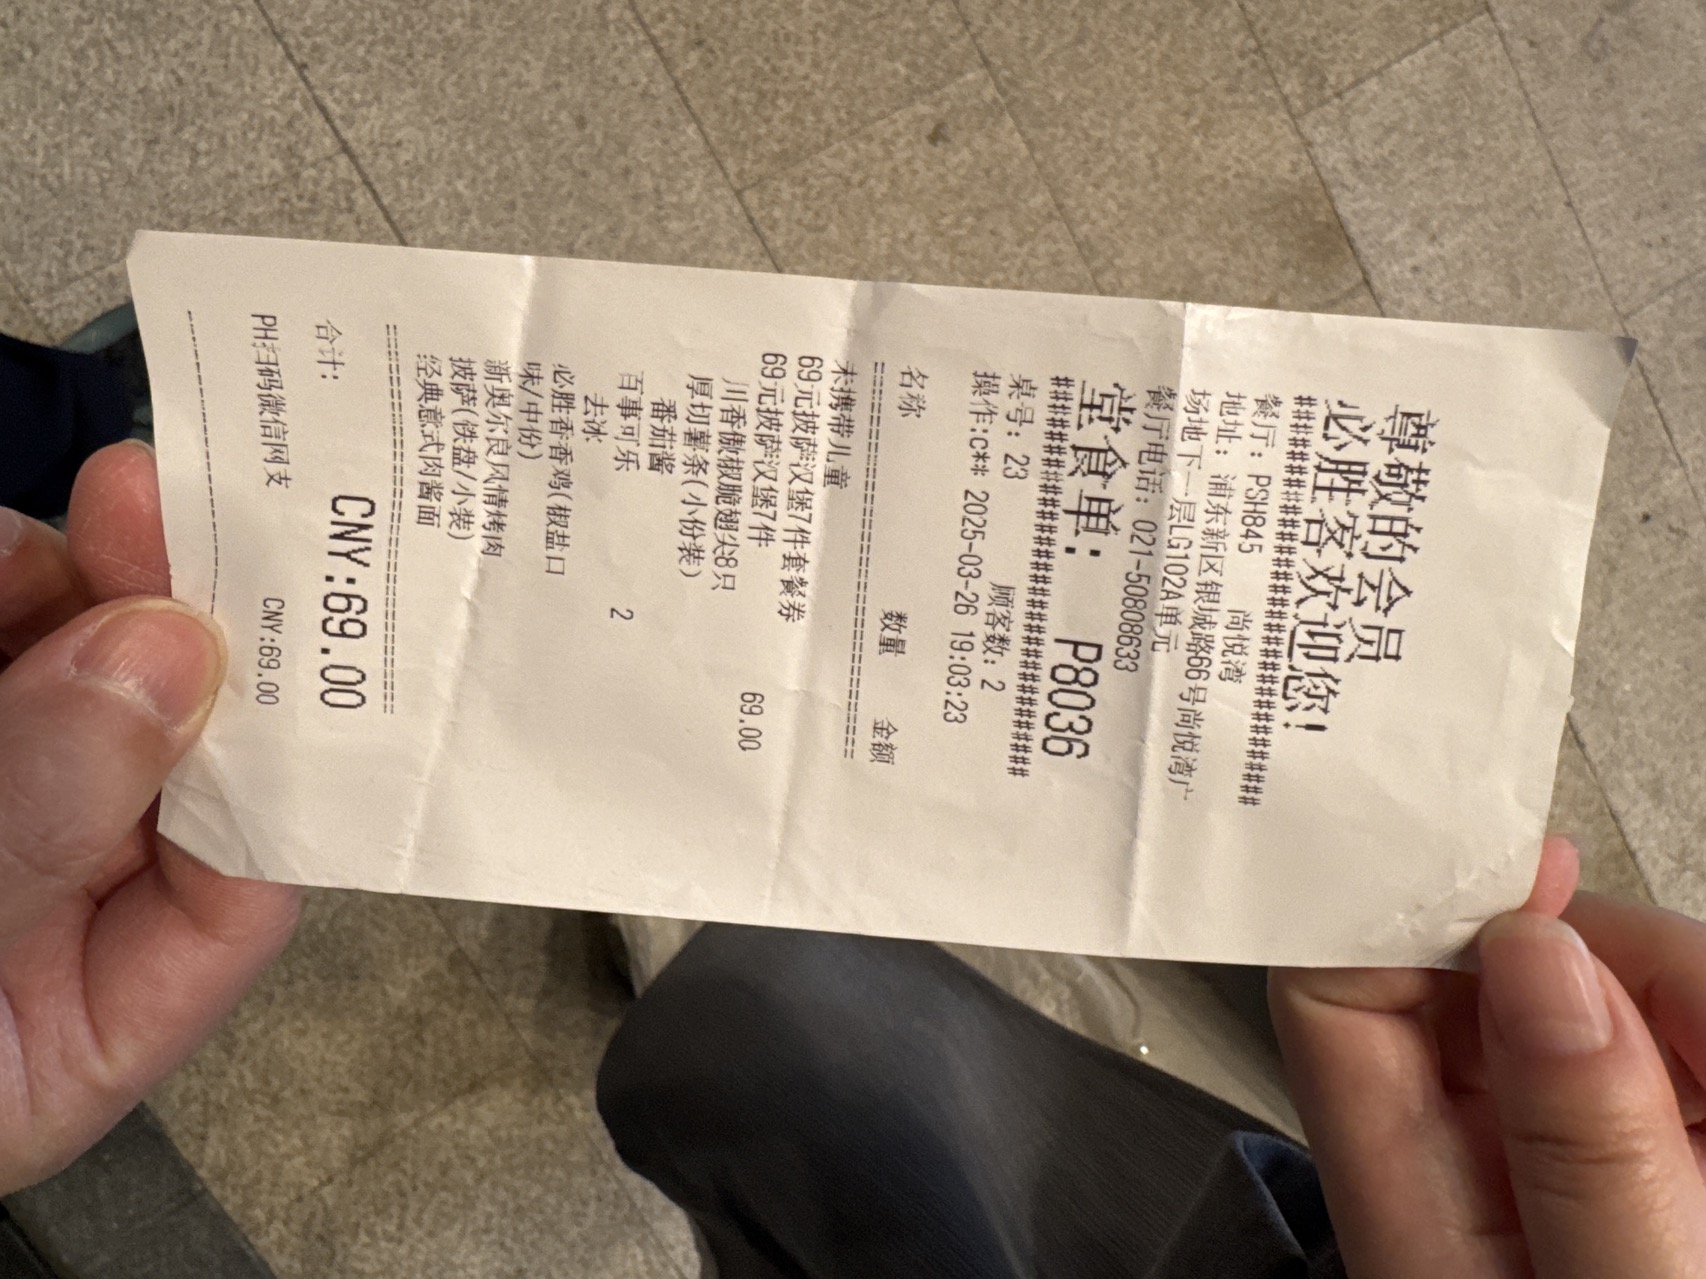 尊敬的会员
必胜客欢迎您!
###################################
餐厅: PSH845 尚悦湾
地址: 浦东新区银城路66号尚悦湾广
场地下一层G102A单元
餐厅电话: 021-50808633
堂食单: P8036
###################################
桌号: 23 顾客数: 2
操作:c** 2025-03-26 19:03:23
名称 数量 金额
未携带儿童
69元披萨汉堡7件套餐券
69元披萨汉堡7件 69.00
川香傲椒脆翅尖8只
厚切薯条(小份装)
番茄酱
百事可乐 2
去冰
必胜香香鸡(椒盐口
味/中份)
新奥尔良风情烤肉
披萨(铁盘/小装)
经典意式肉酱面
合计: CNY:69.00
PH扫码微信网支 CNY:69.00